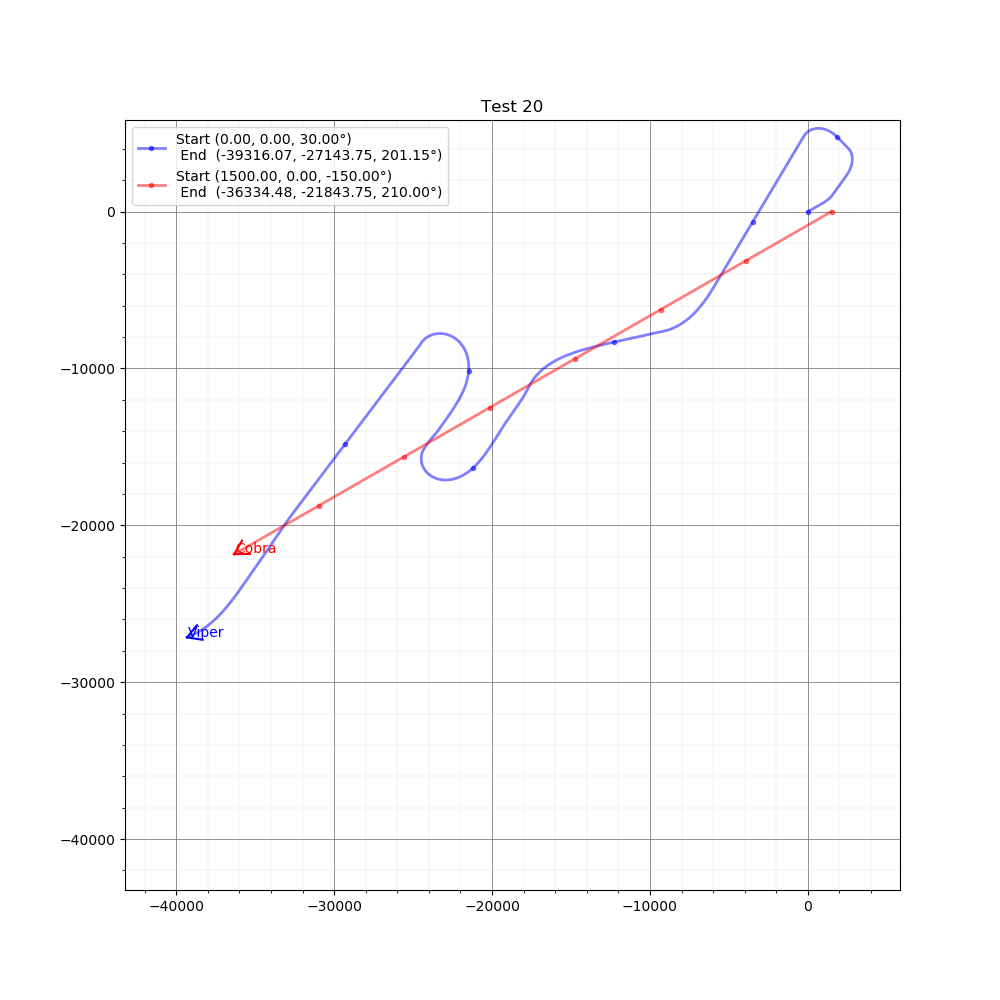 Test 20
Start (0.00, 0.00, 30.00°)
End (-39316.07, -27143.75, 201.15°)
Start (1500.00, 0.00, -150.00°)
End (-36334.48, -21843.75, 210.00°)
0
−10000
−20000
−30000
−40000
Cobra
Viper
−40000 −30000 −20000 −10000 0